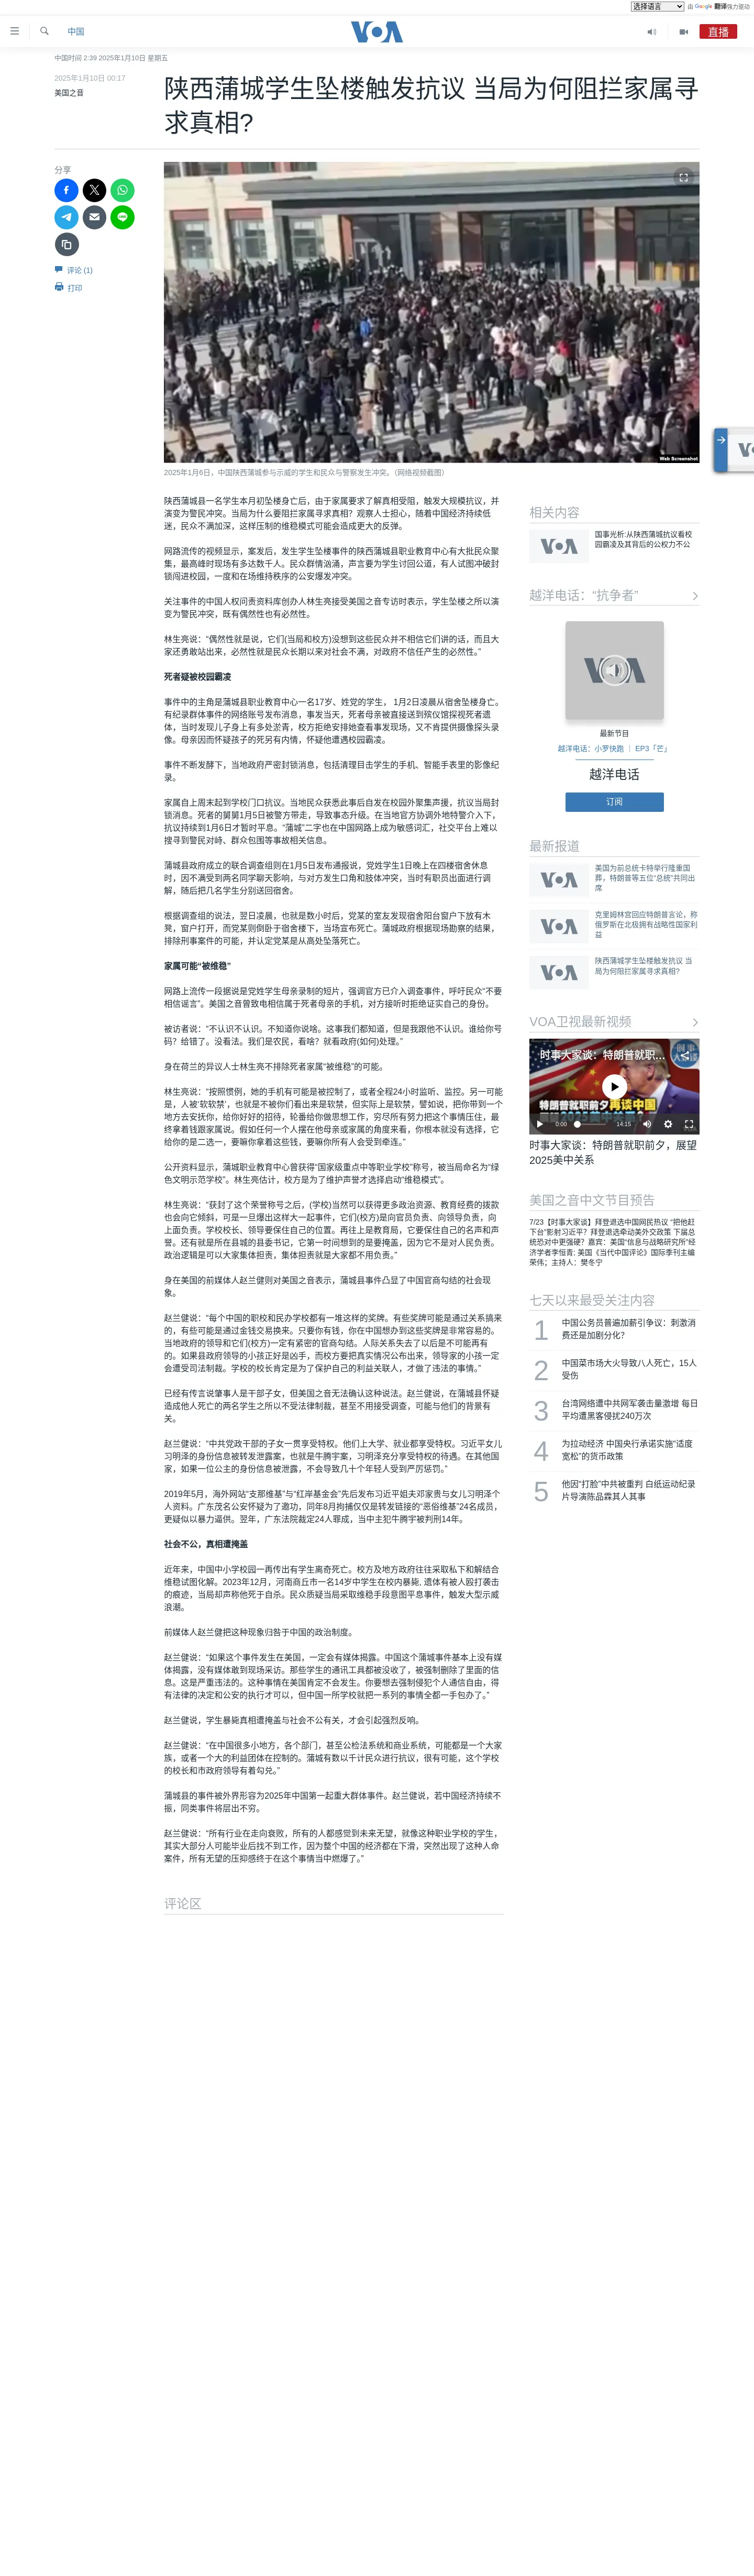 选择语言 由 Google 翻译强力驱动
中国
VOA
直播
中国时间 2:39 2025年1月10日 星期五
2025年1月10日 00:17
美国之音
陕西蒲城学生坠楼触发抗议 当局为何阻拦家属寻
求真相?
分享
评论 (1)
打印
Web Screenshot
2025年1月6日，中国陕西蒲城参与示威的学生和民众与警察发生冲突。（网络视频截图）
陕西蒲城县一名学生本月初坠楼身亡后，由于家属要求了解真相受阻，触发大规模抗议，并
演变为警民冲突。当局为什么要阻拦家属寻求真相？观察人士担心，随着中国经济持续低
迷，民众不满加深，这样压制的维稳模式可能会造成更大的反弹。
网路流传的视频显示，案发后，发生学生坠楼事件的陕西蒲城县职业教育中心有大批民众聚
集，最高峰时现场有多达数千人。民众群情汹涌，声言要为学生讨回公道，有人试图冲破封
锁闯进校园，一度和在场维持秩序的公安爆发冲突。
关注事件的中国人权问责资料库创办人林生亮接受美国之音专访时表示，学生坠楼之所以演
变为警民冲突，既有偶然性也有必然性。
林生亮说：“偶然性就是说，它们(当局和校方)没想到这些民众并不相信它们讲的话，而且大
家还勇敢站出来，必然性就是民众长期以来对社会不满，对政府不信任产生的必然性。”
死者疑被校园霸凌
事件中的主角是蒲城县职业教育中心一名17岁、姓党的学生， 1月2日凌晨从宿舍坠楼身亡。
有纪录群体事件的网络账号发布消息，事发当天，死者母亲被直接送到殡仪馆探视死者遗
体，当时发现儿子身上有多处淤青，校方拒绝安排她查看事发现场，又不肯提供摄像探头录
像。母亲因而怀疑孩子的死另有内情，怀疑他遭遇校园霸凌。
事件不断发酵下，当地政府严密封锁消息，包括清理目击学生的手机、智能手表里的影像纪
录。
家属自上周末起到学校门口抗议。当地民众获悉此事后自发在校园外聚集声援，抗议当局封
锁消息。死者的舅舅1月5日被警方带走，导致事态升级。在当地官方协调外地特警介入下，
抗议持续到1月6日才暂时平息。“蒲城”二字也在中国网路上成为敏感词汇，社交平台上难以
搜寻到警民对峙、群众包围等事故相关信息。
蒲城县政府成立的联合调查组则在1月5日发布通报说，党姓学生1日晚上在四楼宿舍休息
时，因不满受到两名同学聊天影响，与对方发生口角和肢体冲突，当时有职员出面进行调
解，随后把几名学生分别送回宿舍。
根据调查组的说法，翌日凌晨，也就是数小时后，党某的室友发现宿舍阳台窗户下放有木
凳，窗户打开，而党某则倒卧于宿舍楼下，当场宣布死亡。蒲城政府根据现场勘察的结果，
排除刑事案件的可能，并认定党某是从高处坠落死亡。
家属可能“被维稳”
网路上流传一段据说是党姓学生母亲录制的短片，强调官方已介入调查事件，呼吁民众“不要
相信谣言”。美国之音曾致电相信属于死者母亲的手机，对方接听时拒绝证实自己的身份。
被访者说：“不认识不认识。不知道你说啥。这事我们都知道，但是我跟他不认识。谁给你号
码？给错了。没看法。我们是农民，看啥？就看政府(如何)处理。”
身在荷兰的异议人士林生亮不排除死者家属“被维稳”的可能。
林生亮说：“按照惯例，她的手机有可能是被控制了，或者全程24小时监听、监控。另一可能
是，人被‘软软禁’，也就是不被你们看出来是软禁，但实际上是软禁，譬如说，把你带到一个
地方去安抚你，给你好吃的招待，轮番给你做思想工作，穷尽所有努力说一定要大事化小，最
终拿着钱跟家属说。假如任何一个人摆在他母亲或家属的角度来看，你根本就没有选择，它
给你的是二选一，要嘛你拿着这些钱，要嘛你所有人会受到牵连。”
公开资料显示，蒲城职业教育中心曾获得“国家级重点中等职业学校”称号，被当局命名为“绿
色文明示范学校”。林生亮估计，校方是为了维护声誉才选择启动“维稳模式”。
林生亮说：“获封了这个荣誉称号之后，(学校)当然可以获得更多政治资源、教育经费的拨款
也会向它倾斜，可是一旦爆出这样大一起事件，它们(校方)是向官员负责、向领导负责，向
上面负责。学校校长、领导要保住自己的位置。再往上是教育局，它要保住自己的名声和声
誉。还有就是所在县城的县委书记，它第一时间想到的是要掩盖，因为它不是对人民负责。
政治逻辑是可以大家集体担责，集体担责就是大家都不用负责。”
身在美国的前媒体人赵兰健则对美国之音表示，蒲城县事件凸显了中国官商勾结的社会现
象。
赵兰健说：“每个中国的职校和民办学校都有一堆这样的奖牌。有些奖牌可能是通过关系搞来
的，有些可能是通过金钱交易换来。只要你有钱，你在中国想办到这些奖牌是非常容易的。
当地政府的领导和它们(校方)一定有紧密的官商勾结。人际关系失去了以后是不可能再有
的。如果县政府领导的小孩正好是凶手，而校方要把真实情况公布出来，领导家的小孩一定
会遭受司法制裁。学校的校长肯定是为了保护自己的利益关联人，才做了违法的事情。”
已经有传言说肇事人是干部子女，但美国之音无法确认这种说法。赵兰健说，在蒲城县怀疑
造成他人死亡的两名学生之所以不受法律制裁，甚至不用接受调查，可能与他们的背景有
关。
赵兰健说：“中共党政干部的子女一贯享受特权。他们上大学、就业都享受特权。习近平女儿
习明泽的身份信息被转发泄露案，也就是牛腾宇案，习明泽充分享受特权的待遇。在其他国
家，如果一位公主的身份信息被泄露，不会导致几十个年轻人受到严厉惩罚。”
2019年5月，海外网站“支那维基”与“红岸基金会”先后发布习近平姐夫邓家贵与女儿习明泽个
人资料。广东茂名公安怀疑为了邀功，同年8月拘捕仅仅是转发链接的“恶俗维基”24名成员，
更疑似以暴力逼供。翌年，广东法院裁定24人罪成，当中主犯牛腾宇被判刑14年。
社会不公，真相遭掩盖
近年来，中国中小学校园一再传出有学生离奇死亡。校方及地方政府往往采取私下和解结合
维稳试图化解。2023年12月，河南商丘市一名14岁中学生在校内暴毙, 遗体有被人殴打袭击
的痕迹，当局却声称他死于自杀。民众质疑当局采取维稳手段意图平息事件，触发大型示威
浪潮。
前媒体人赵兰健把这种现象归咎于中国的政治制度。
赵兰健说：“如果这个事件发生在美国，一定会有媒体揭露。中国这个蒲城事件基本上没有媒
体揭露，没有媒体敢到现场采访。那些学生的通讯工具都被没收了，被强制删除了里面的信
息。这是严重违法的。这种事情在美国肯定不会发生。你要想去强制侵犯个人通信自由，得
有法律的决定和公安的执行才可以，但中国一所学校就把一系列的事情全都一手包办了。”
赵兰健说，学生暴毙真相遭掩盖与社会不公有关，才会引起强烈反响。
赵兰健说：“在中国很多小地方，各个部门，甚至公检法系统和商业系统，可能都是一个大家
族，或者一个大的利益团体在控制的。蒲城有数以千计民众进行抗议，很有可能，这个学校
的校长和市政府领导有着勾兑。”
蒲城县的事件被外界形容为2025年中国第一起重大群体事件。赵兰健说，若中国经济持续不
振，同类事件将层出不穷。
赵兰健说：“所有行业在走向衰败，所有的人都感觉到未来无望，就像这种职业学校的学生，
其实大部分人可能毕业后找不到工作，因为整个中国的经济都在下滑，突然出现了这种人命
案件，所有无望的压抑感终于在这个事情当中燃爆了。”
评论区
相关内容
VOA
国事光析:从陕西蒲城抗议看校
园霸凌及其背后的公权力不公
越洋电话：“抗争者”
VOA
最新节目
越洋电话：小罗快跑 | EP3「芒」
越洋电话
订阅
最新报道
VOA
美国为前总统卡特举行隆重国
葬，特朗普等五位“总统”共同出
席
VOA
克里姆林宫回应特朗普言论，称
俄罗斯在北极拥有战略性国家利
益
VOA
陕西蒲城学生坠楼触发抗议 当
局为何阻拦家属寻求真相?
VOA卫视最新视频
时事大家谈：特朗普就职…
特朗普就职前夕再谈中国
0:00 14:15
时事大家谈：特朗普就职前夕，展望
2025美中关系
美国之音中文节目预告
7/23【时事大家谈】拜登退选中国网民热议 “把他赶
下台”影射习近平？拜登退选牵动美外交政策 下届总
统恐对中更强硬？嘉宾：美国“信息与战略研究所”经
济学者李恒青; 美国《当代中国评论》国际季刊主编
荣伟；主持人：樊冬宁
七天以来最受关注内容
1 中国公务员普遍加薪引争议：刺激消
费还是加剧分化?
2 中国菜市场大火导致八人死亡，15人
受伤
3 台湾网络遭中共网军袭击量激增 每日
平均遭黑客侵扰240万次
4 为拉动经济 中国央行承诺实施“适度
宽松”的货币政策
5 他因“打脸”中共被重判 白纸运动纪录
片导演陈品霖其人其事